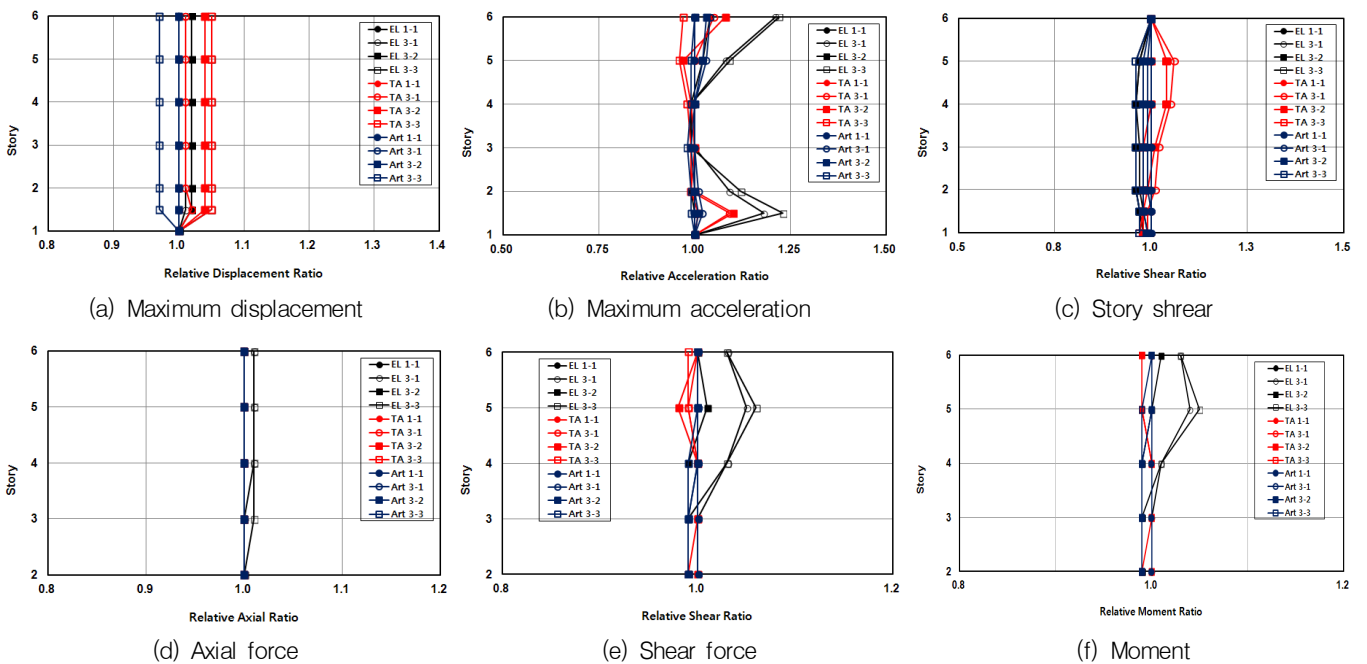 6
5
4
3
2
1
Story
0.8
0.9
1.0
1.1
1.2
1.3
1.4
Relative Displacement Ratio
EL 1-1
EL 3-1
EL 3-2
EL 3-3
TA 1-1
TA 3-1
TA 3-2
TA 3-3
Art 1-1
Art 3-1
Art 3-2
Art 3-3
(a) Maximum displacement
6
5
4
3
2
1
Story
0.50
0.75
1.00
1.25
1.50
Relative Acceleration Ratio
EL 1-1
EL 3-1
EL 3-2
EL 3-3
TA 1-1
TA 3-1
TA 3-2
TA 3-3
Art 1-1
Art 3-1
Art 3-2
Art 3-3
(b) Maximum acceleration
6
5
4
3
2
1
Story
0.5
0.8
1.0
1.3
1.5
Relative Shear Ratio
EL 1-1
EL 3-1
EL 3-2
EL 3-3
TA 1-1
TA 3-1
TA 3-2
TA 3-3
Art 1-1
Art 3-1
Art 3-2
Art 3-3
(c) Story shrear
6
5
4
3
2
Story
0.8
0.9
1.0
1.1
1.2
Relative Axial Ratio
EL 1-1
EL 3-1
EL 3-2
EL 3-3
TA 1-1
TA 3-1
TA 3-2
TA 3-3
Art 1-1
Art 3-1
Art 3-2
Art 3-3
(d) Axial force
6
5
4
3
2
Story
0.8
1.0
1.2
Relative Shear Ratio
EL 1-1
EL 3-1
EL 3-2
EL 3-3
TA 1-1
TA 3-1
TA 3-2
TA 3-3
Art 1-1
Art 3-1
Art 3-2
Art 3-3
(e) Shear force
6
5
4
3
2
Story
0.8
1.0
1.2
Relative Moment Ratio
EL 1-1
EL 3-1
EL 3-2
EL 3-3
TA 1-1
TA 3-1
TA 3-2
TA 3-3
Art 1-1
Art 3-1
Art 3-2
Art 3-3
(f) Moment